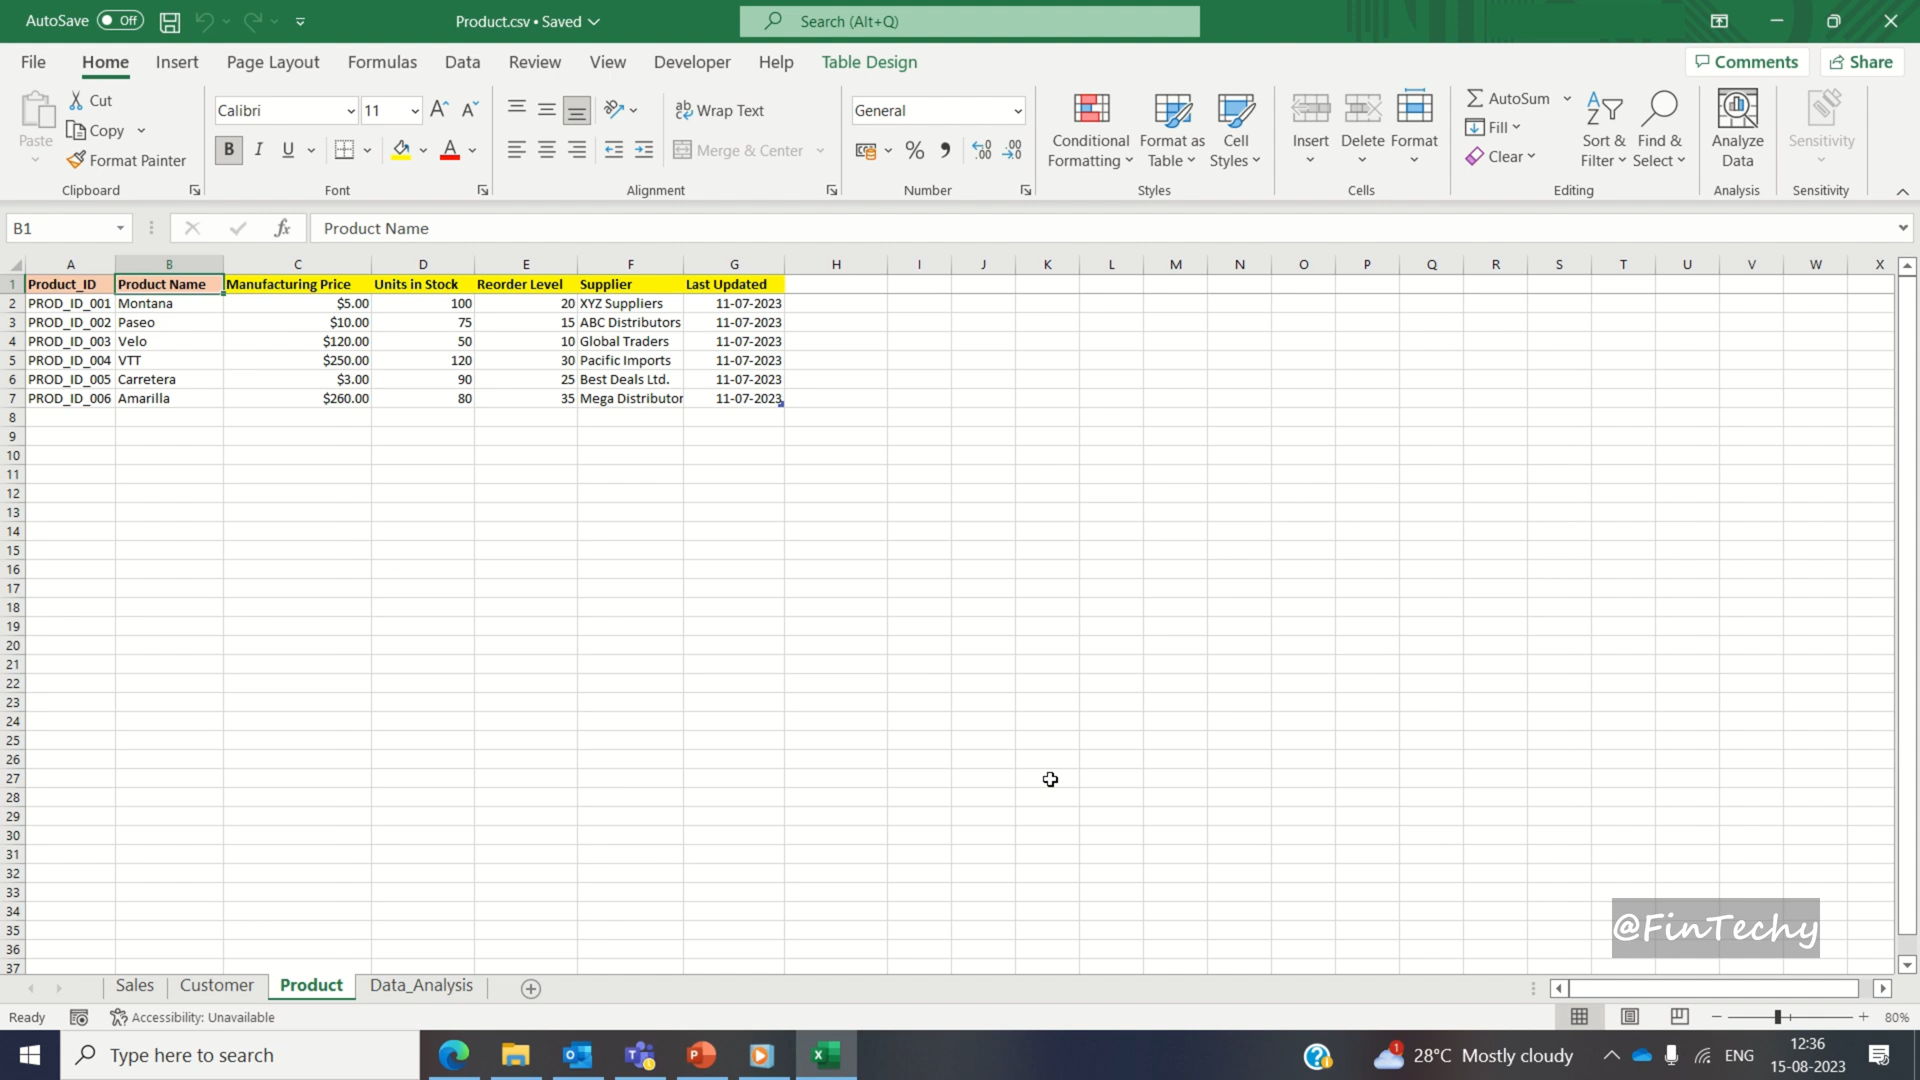 AutoSave Off Product.csv • Saved Search (Alt+Q)
File Home Insert Page Layout Formulas Data Review View Developer Help Table Design Comments Share
Paste Cut Copy Format Painter Clipboard
Calibri 11 B I U A Font
Wrap Text Merge & Center Alignment
General % Number
Conditional Formatting Format as Table Cell Styles Styles
Insert Delete Format Cells
AutoSum Fill Clear Sort & Filter Find & Select Editing
Analyze Data Analysis
Sensitivity Sensitivity
B1 fx Product Name
A B C D E F G H I J K L M N O P Q R S T U V W X
1 Product_ID Product Name Manufacturing Price Units in Stock Reorder Level Supplier Last Updated
2 PROD_ID_001 Montana $5.00 100 20 XYZ Suppliers 11-07-2023
3 PROD_ID_002 Paseo $10.00 75 15 ABC Distributors 11-07-2023
4 PROD_ID_003 Velo $120.00 50 10 Global Traders 11-07-2023
5 PROD_ID_004 VTT $250.00 120 30 Pacific Imports 11-07-2023
6 PROD_ID_005 Carretera $3.00 90 25 Best Deals Ltd. 11-07-2023
7 PROD_ID_006 Amarilla $260.00 80 35 Mega Distributor 11-07-2023
8
9
10
11
12
13
14
15
16
17
18
19
20
21
22
23
24
25
26
27
28
29
30
31
32
33
34
35
36
37
@FinTechy
Sales Customer Product Data_Analysis
Ready Accessibility: Unavailable 80%
Type here to search 1 28°C Mostly cloudy ENG 12:36
15-08-2023